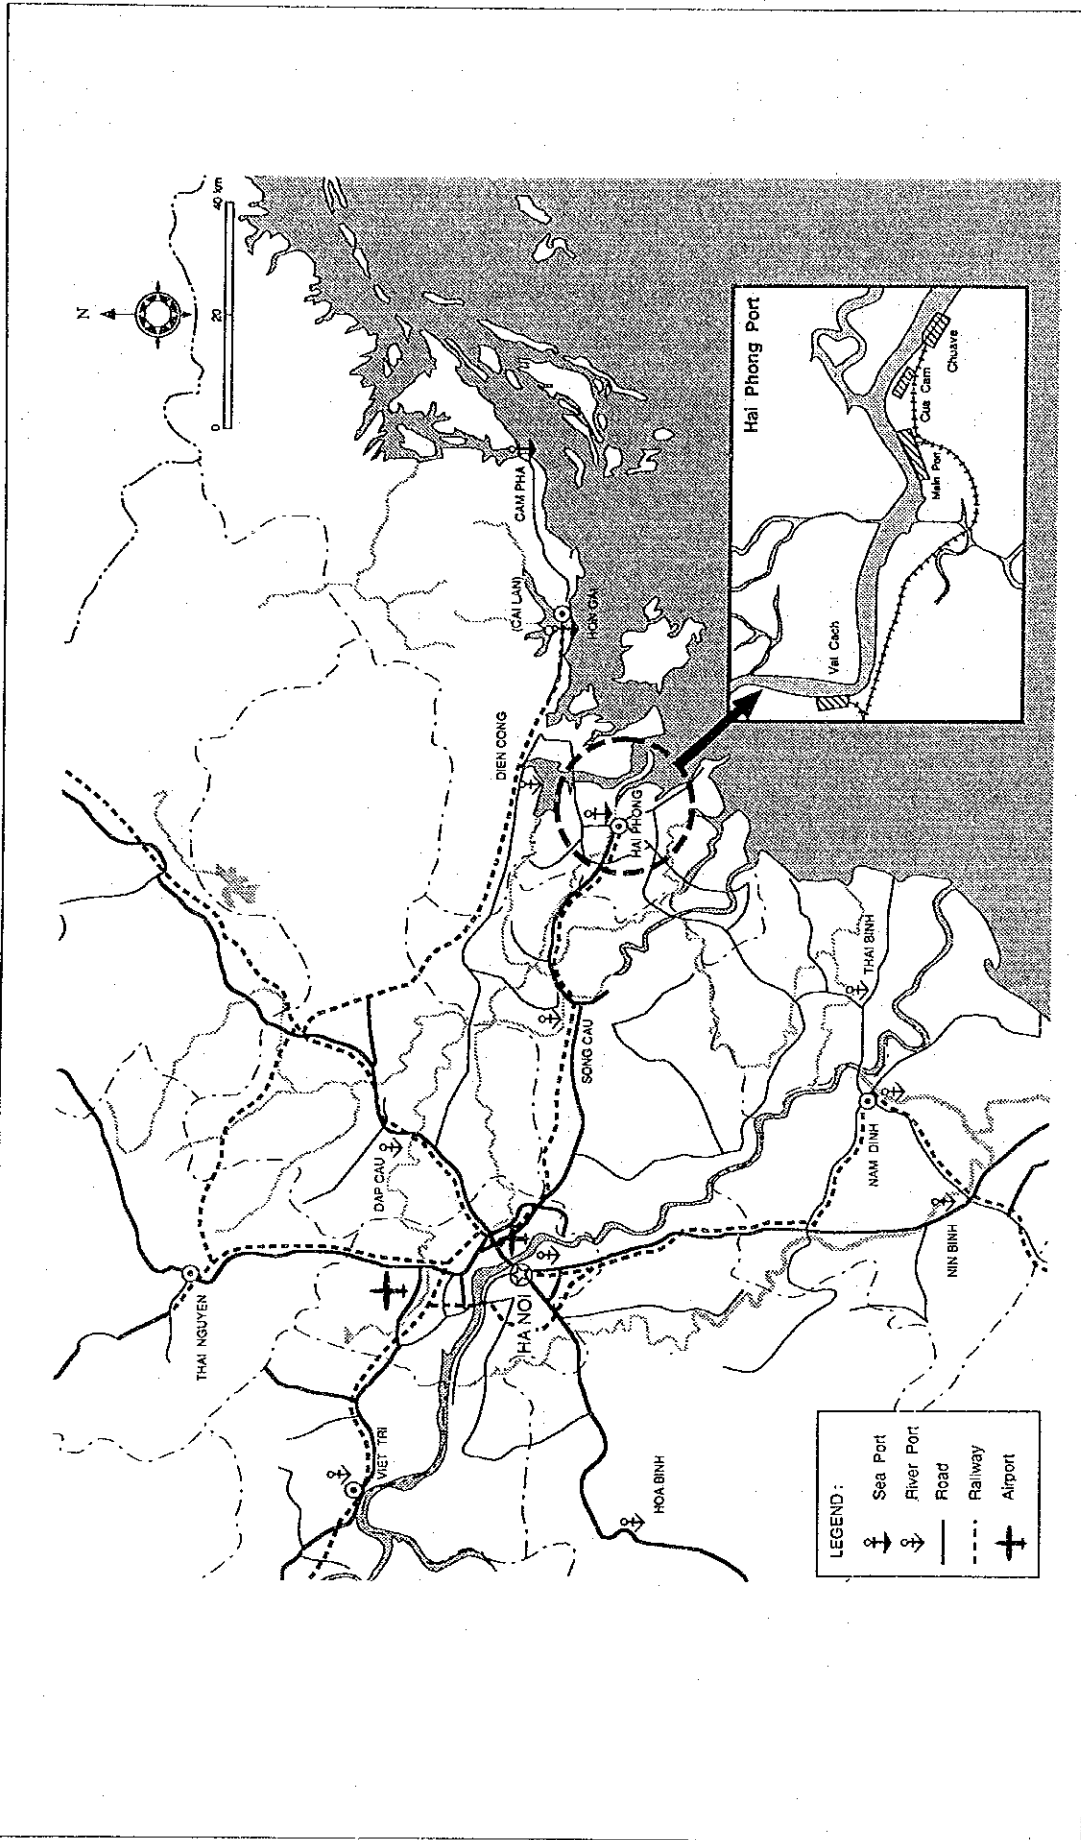 N
0
20
40 km
THAI NGUYEN
VIET TRI
DAP CAU
HA NOI
HOA BINH
SONG CAU
DIEN CONG
(CAI LAN)
HON GAI
CAM PHA
HAI PHONG
THAI BINH
NAM DINH
NIN BINH
Hai Phong Port
Vat Cach
Main Port
Cua Cam
Chuave
LEGEND:
Sea Port
River Port
Road
Railway
Airport